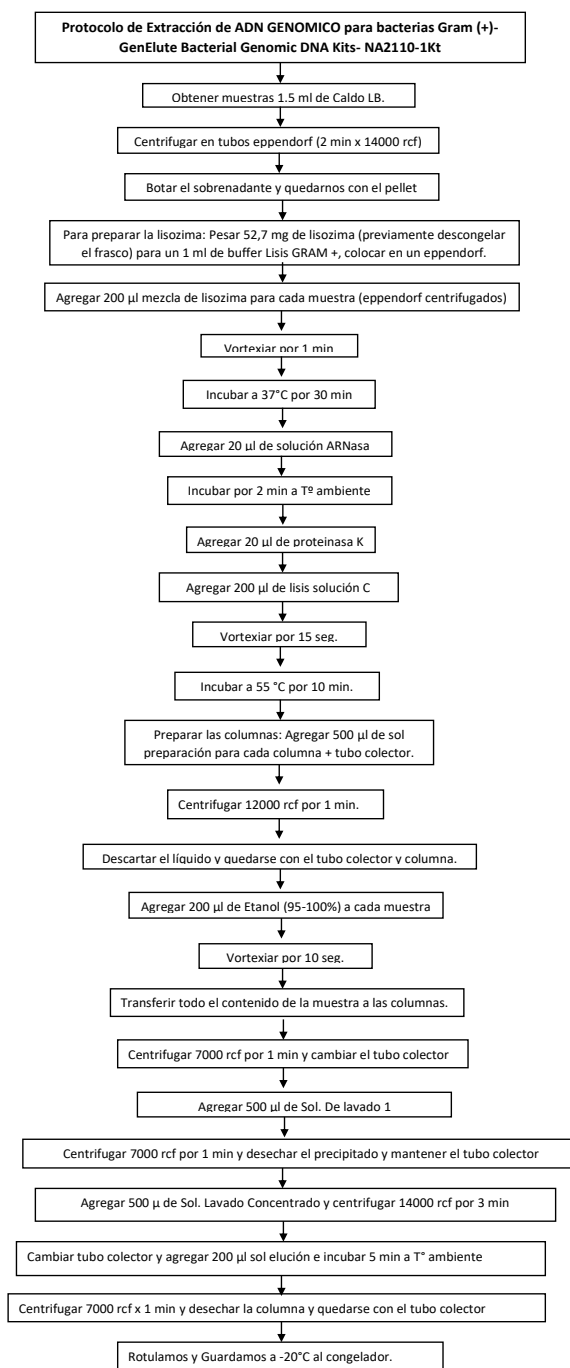 Protocolo de Extracción de ADN GENOMICO para bacterias Gram (+)-
GenElute Bacterial Genomic DNA Kits- NA2110-1Kt
Obtener muestras 1.5 ml de Caldo LB.
Centrifugar en tubos eppendorf (2 min x 14000 rcf)
Botar el sobrenadante y quedarnos con el pellet
Para preparar la lisozima: Pesar 52,7 mg de lisozima (previamente descongelar
el frasco) para un 1 ml de buffer Lisis GRAM +, colocar en un eppendorf.
Agregar 200 µl mezcla de lisozima para cada muestra (eppendorf centrifugados)
Vortexiar por 1 min
Incubar a 37°C por 30 min
Agregar 20 µl de solución ARNasa
Incubar por 2 min a Tº ambiente
Agregar 20 µl de proteinasa K
Agregar 200 µl de lisis solución C
Vortexiar por 15 seg.
Incubar a 55 °C por 10 min.
Preparar las columnas: Agregar 500 µl de sol
preparación para cada columna + tubo colector.
Centrifugar 12000 rcf por 1 min.
Descartar el líquido y quedarse con el tubo colector y columna.
Agregar 200 µl de Etanol (95-100%) a cada muestra
Vortexiar por 10 seg.
Transferir todo el contenido de la muestra a las columnas.
Centrifugar 7000 rcf por 1 min y cambiar el tubo colector
Agregar 500 µl de Sol. De lavado 1
Centrifugar 7000 rcf por 1 min y desechar el precipitado y mantener el tubo colector
Agregar 500 µ de Sol. Lavado Concentrado y centrifugar 14000 rcf por 3 min
Cambiar tubo colector y agregar 200 µl sol elución e incubar 5 min a T° ambiente
Centrifugar 7000 rcf x 1 min y desechar la columna y quedarse con el tubo colector
Rotulamos y Guardamos a -20°C al congelador.